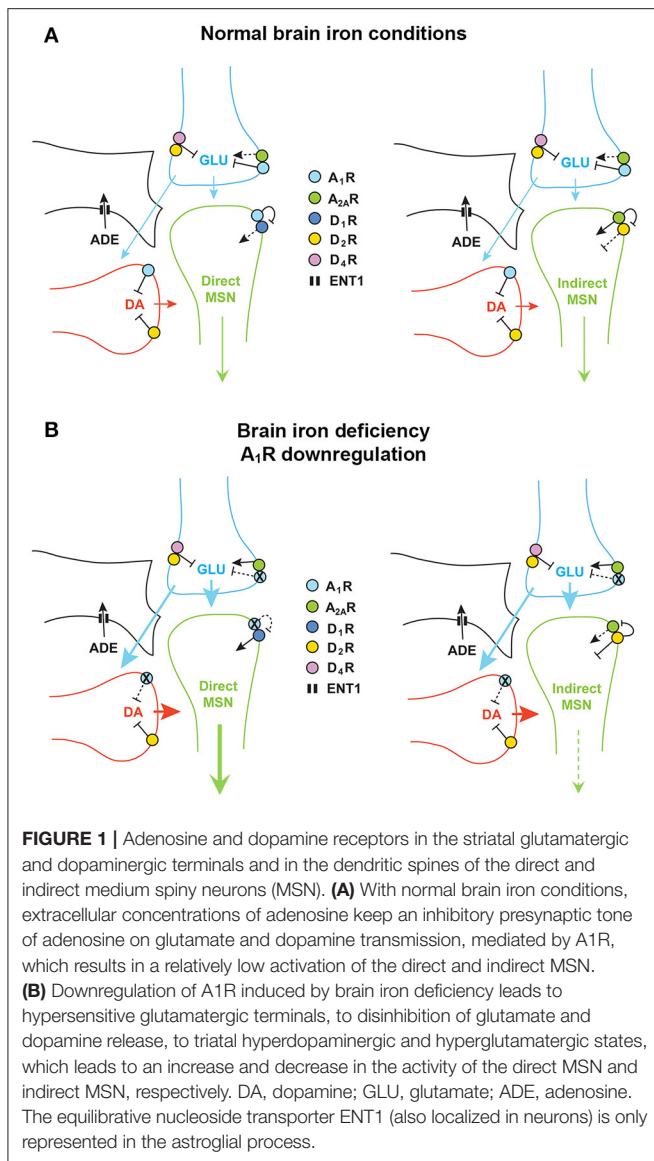 A
Normal brain iron conditions
GLU
ADE
DA
Direct
MSN
A1R
A2AR
D1R
D2R
D4R
ENT1
GLU
ADE
DA
Indirect
MSN
B
Brain iron deficiency
A1R downregulation
GLU
ADE
DA
Direct
MSN
A1R
A2AR
D1R
D2R
D4R
ENT1
GLU
ADE
DA
Indirect
MSN
X
X
X
X
X
FIGURE 1 | Adenosine and dopamine receptors in the striatal glutamatergic
and dopaminergic terminals and in the dendritic spines of the direct and
indirect medium spiny neurons (MSN). (A) With normal brain iron conditions,
extracellular concentrations of adenosine keep an inhibitory presynaptic tone
of adenosine on glutamate and dopamine transmission, mediated by A1R,
which results in a relatively low activation of the direct and indirect MSN.
(B) Downregulation of A1R induced by brain iron deficiency leads to
hypersensitive glutamatergic terminals, to disinhibition of glutamate and
dopamine release, to triatal hyperdopaminergic and hyperglutamatergic states,
which leads to an increase and decrease in the activity of the direct MSN and
indirect MSN, respectively. DA, dopamine; GLU, glutamate; ADE, adenosine.
The equilibrative nucleoside transporter ENT1 (also localized in neurons) is only
represented in the astroglial process.